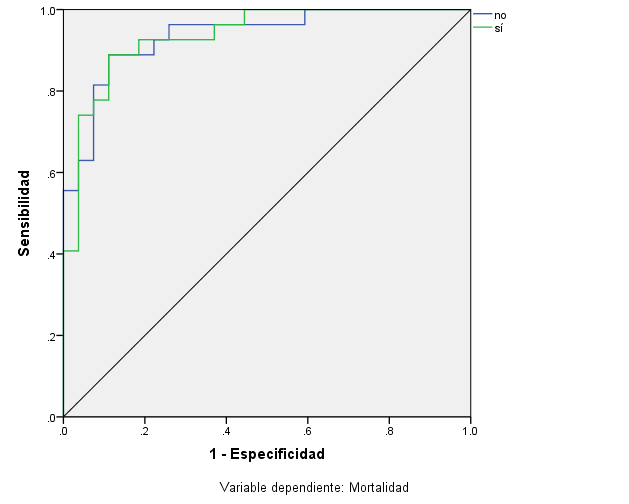 1.0
.8
.6
.4
.2
.0
Sensibilidad
.0 .2 .4 .6 .8 1.0
1 - Especificidad
no
sí
Variable dependiente: Mortalidad